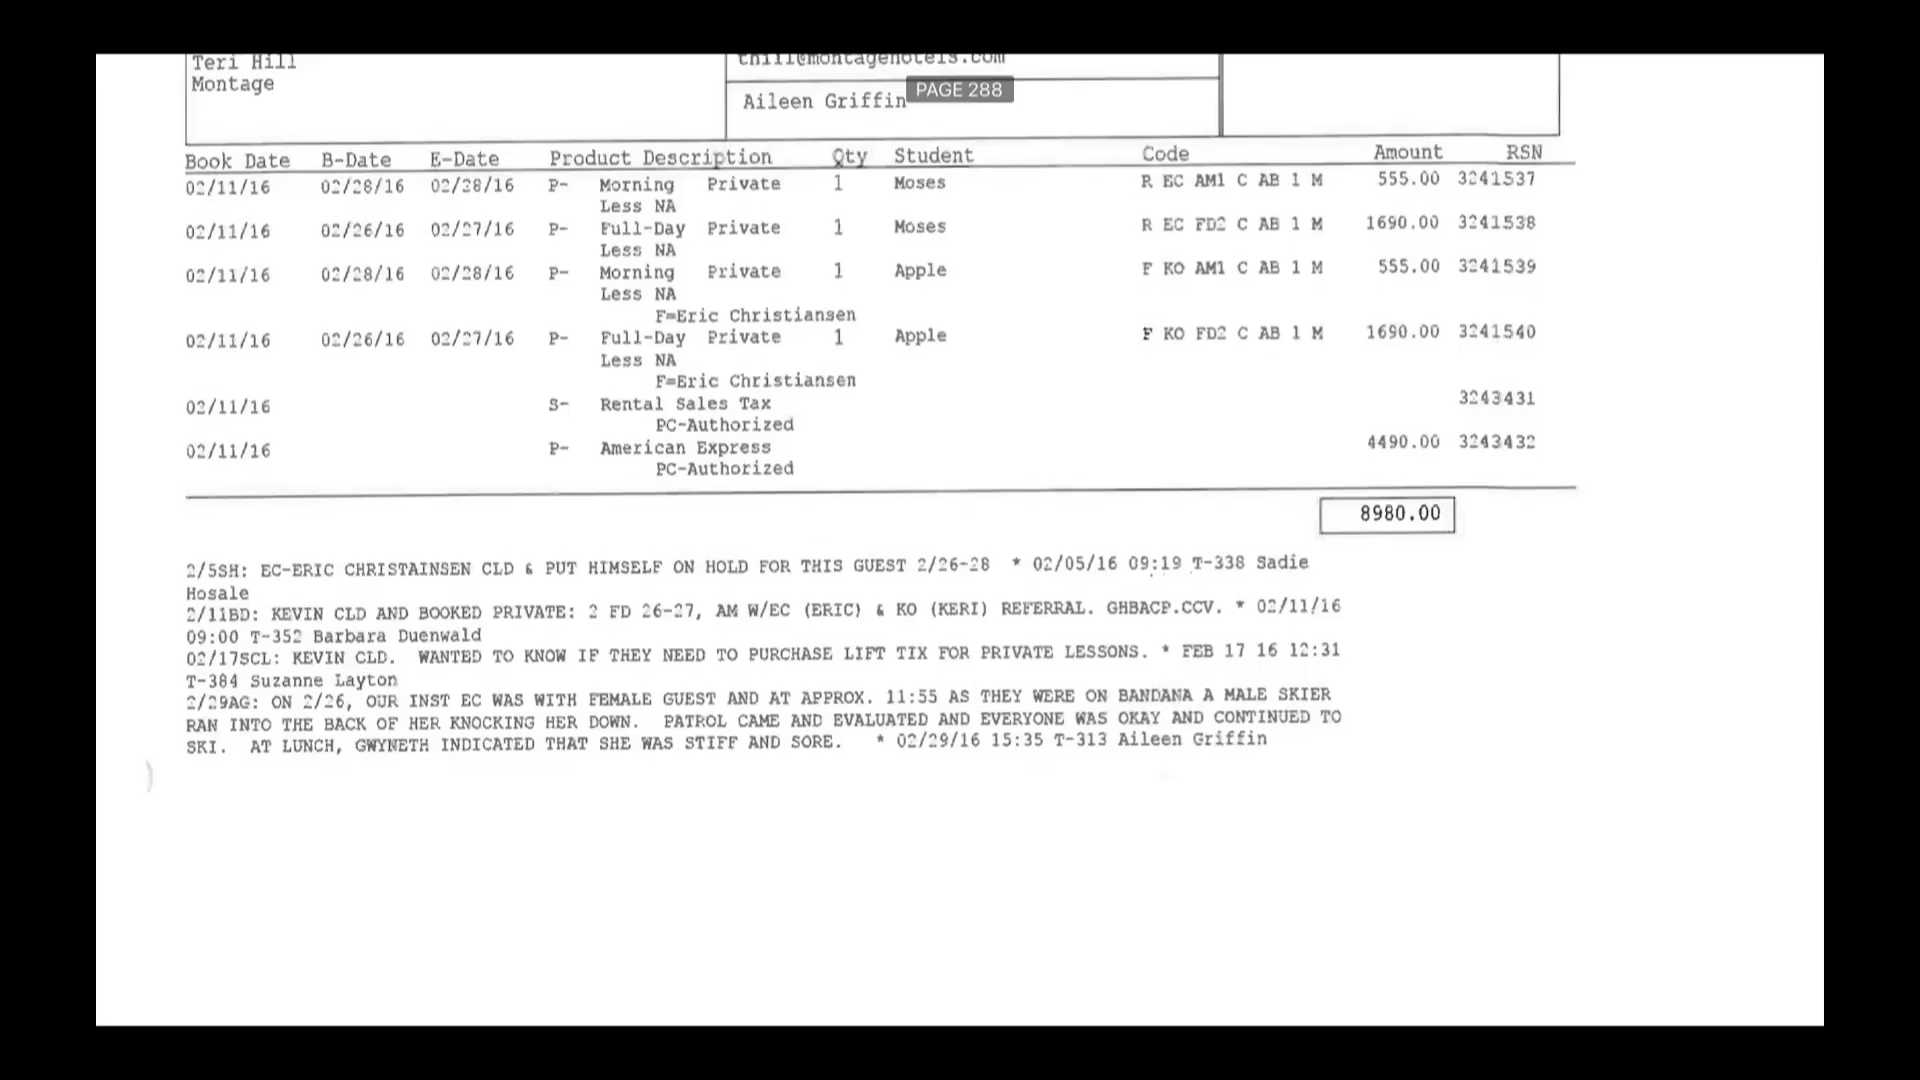 Teri Hill
thill@montagehotels.com
Montage
Aileen Griffin
PAGE 288
Book Date B-Date E-Date Product Description Qty Student Code Amount RSN
02/11/16 02/28/16 02/28/16 P- Morning Private 1 Moses R EC AM1 C AB 1 M 555.00 3241537
Less NA
02/11/16 02/26/16 02/27/16 P- Full-Day Private 1 Moses R EC FD2 C AB 1 M 1690.00 3241538
Less NA
02/11/16 02/28/16 02/28/16 P- Morning Private 1 Apple F KO AM1 C AB 1 M 555.00 3241539
Less NA
F=Eric Christiansen
02/11/16 02/26/16 02/27/16 P- Full-Day Private 1 Apple F KO FD2 C AB 1 M 1690.00 3241540
Less NA
F=Eric Christiansen
02/11/16 S- Rental Sales Tax 3243431
PC-Authorized
02/11/16 P- American Express 4490.00 3243432
PC-Authorized
8980.00
2/5SH: EC-ERIC CHRISTAINSEN CLD & PUT HIMSELF ON HOLD FOR THIS GUEST 2/26-28 * 02/05/16 09:19 T-338 Sadie
Hosale
2/11BD: KEVIN CLD AND BOOKED PRIVATE: 2 FD 26-27, AM W/EC (ERIC) & KO (KERI) REFERRAL. GHBACP.CCV. * 02/11/16
09:00 T-352 Barbara Duenwald
02/17SCL: KEVIN CLD. WANTED TO KNOW IF THEY NEED TO PURCHASE LIFT TIX FOR PRIVATE LESSONS. * FEB 17 16 12:31
T-384 Suzanne Layton
2/29AG: ON 2/26, OUR INST EC WAS WITH FEMALE GUEST AND AT APPROX. 11:55 AS THEY WERE ON BANDANA A MALE SKIER
RAN INTO THE BACK OF HER KNOCKING HER DOWN. PATROL CAME AND EVALUATED AND EVERYONE WAS OKAY AND CONTINUED TO
SKI. AT LUNCH, GWYNETH INDICATED THAT SHE WAS STIFF AND SORE. * 02/29/16 15:35 T-313 Aileen Griffin